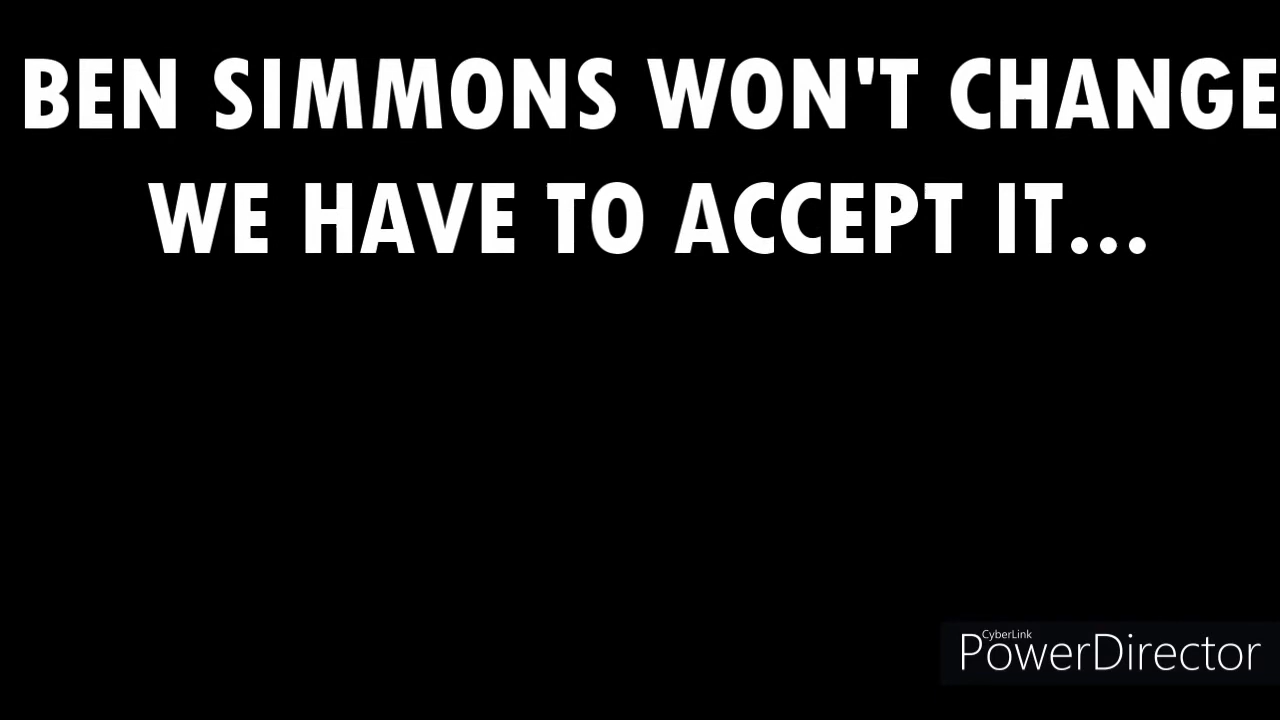 BEN SIMMONS WON'T CHANGE
WE HAVE TO ACCEPT IT...
CyberLink
PowerDirector